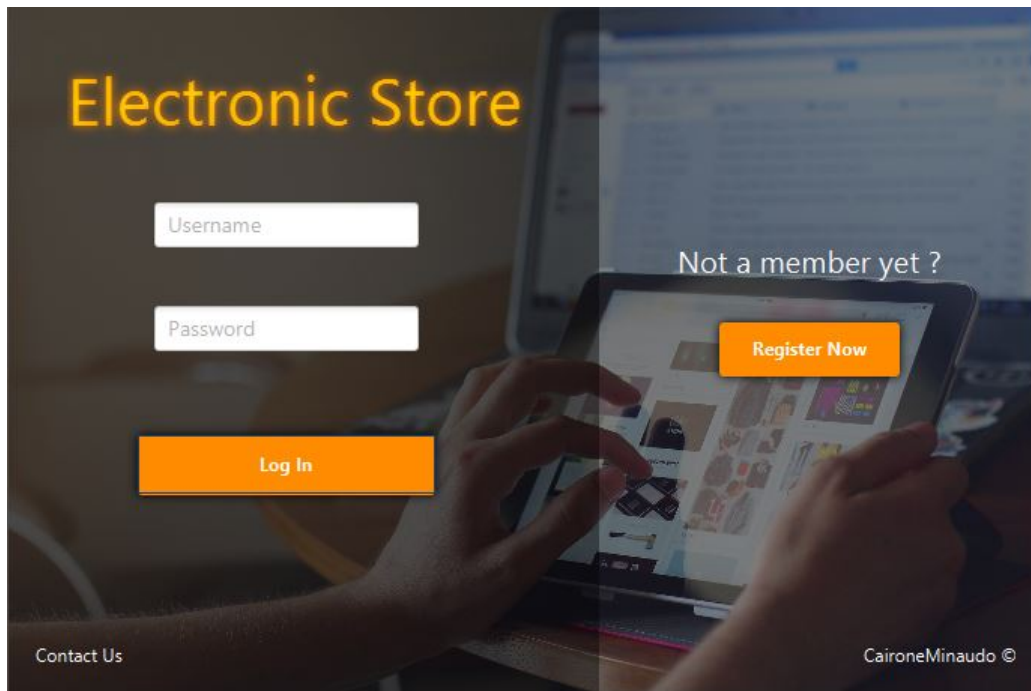 Electronic Store
Username
Password
Log In
Not a member yet ?
Register Now
Contact Us
CaironeMinaudo ©